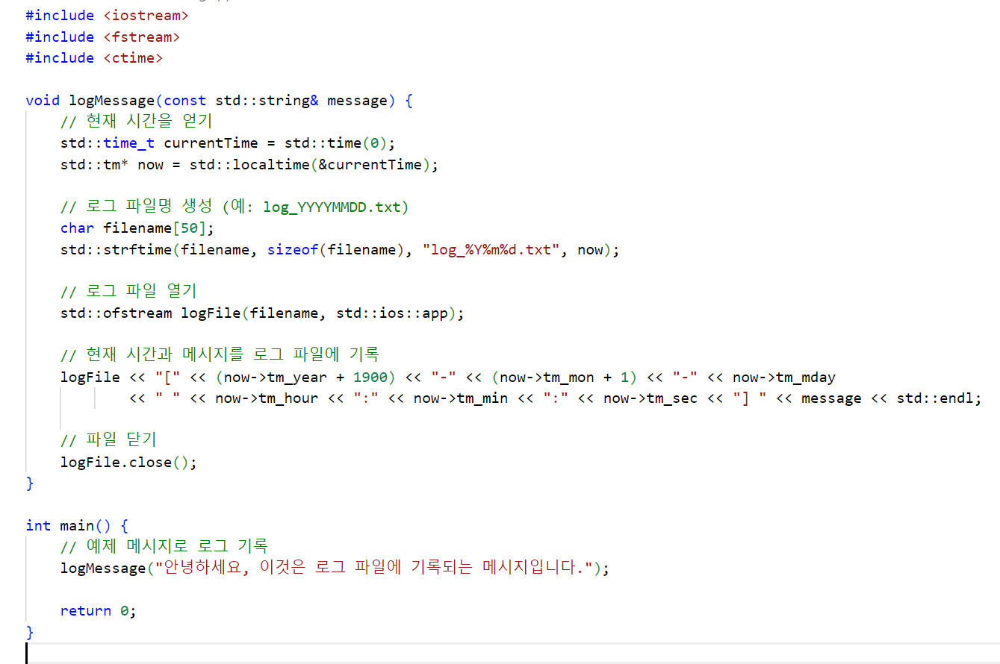 #include <iostream>
#include <fstream>
#include <ctime>
void logMessage(const std::string& message) {
// 현재 시간을 얻기
std::time_t currentTime = std::time(0);
std::tm* now = std::localtime(&currentTime);
// 로그 파일명 생성 (예: log_YYYYMMDD.txt)
char filename[50];
std::strftime(filename, sizeof(filename), "log_%Y%m%d.txt", now);
// 로그 파일 열기
std::ofstream logFile(filename, std::ios::app);
// 현재 시간과 메시지를 로그 파일에 기록
logFile << "[" << (now->tm_year + 1900) << "-" << (now->tm_mon + 1) << "-" << now->tm_mday
<< " " << now->tm_hour << ":" << now->tm_min << ":" << now->tm_sec << "] " << message << std::endl;
// 파일 닫기
logFile.close();
}
int main() {
// 예제 메시지로 로그 기록
logMessage("안녕하세요, 이것은 로그 파일에 기록되는 메시지입니다.");
return 0;
}